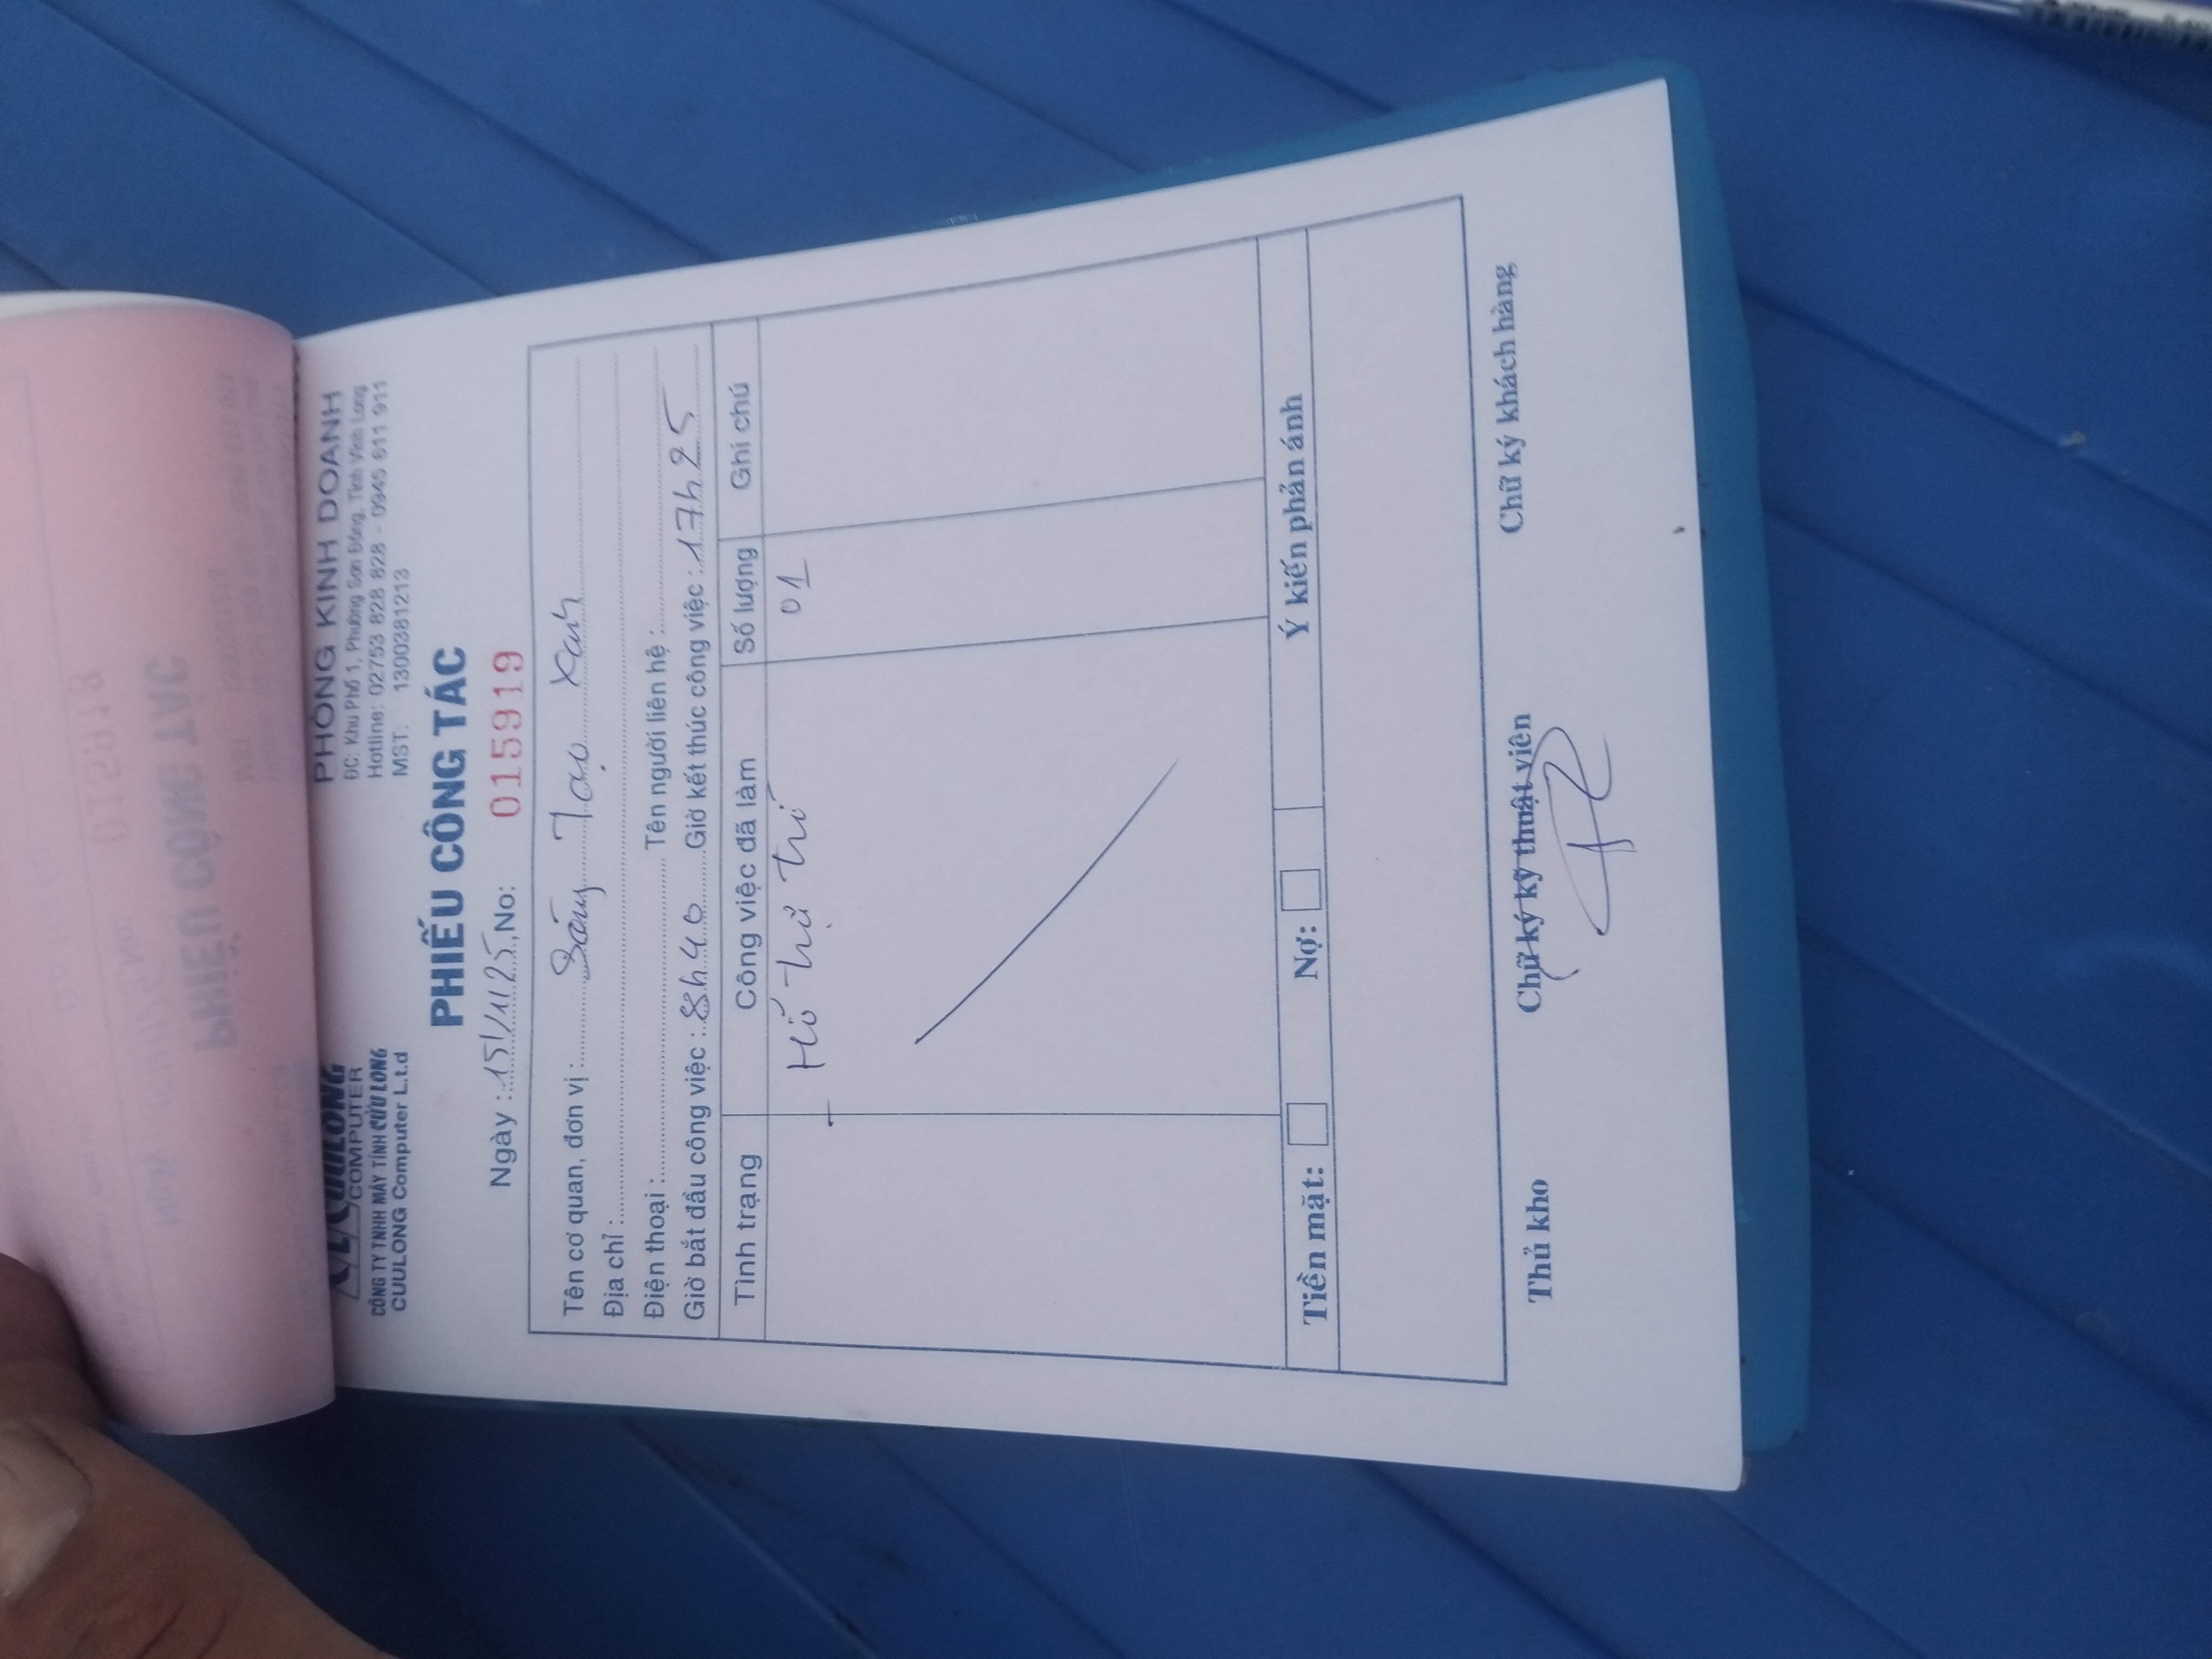 CUULONG
COMPUTER
CÔNG TY TNHH MÁY TÍNH CỬU LONG
CUULONG Computer L.t.d
PHÒNG KINH DOANH
ĐC: Khu Phố 1, Phường Sơn Đông, Tỉnh Vĩnh Long
Hotline: 02753 828 828 - 0945 611 911
MST: 1300381213
PHIẾU CÔNG TÁC
Ngày : 15/11/25, No: 015919
Tên cơ quan, đơn vị : Sáng Tạo Xanh
Địa chỉ :
Điện thoại : Tên người liên hệ :
Giờ bắt đầu công việc : 8h40 Giờ kết thúc công việc : 17h25
Tình trạng Công việc đã làm Số lượng Ghi chú
+ Hố 01
Tiền mặt: Nợ: Ý kiến phản ánh
Thủ kho Chữ ký kỹ thuật viên Chữ ký khách hàng